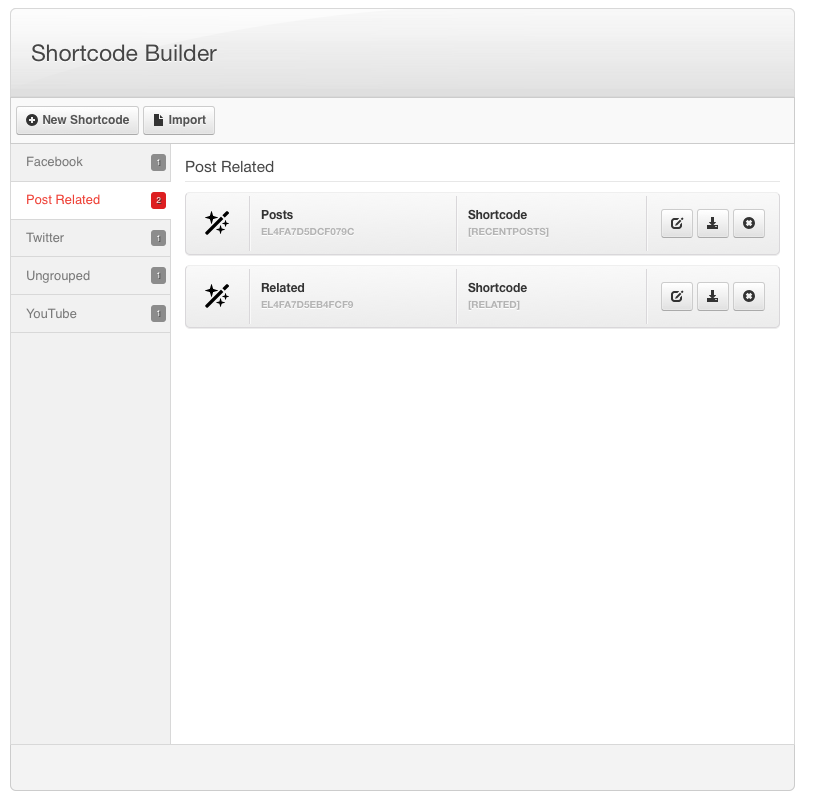 Shortcode Builder
New Shortcode Import
Facebook 1
Post Related 2
Twitter 1
Ungrouped 1
YouTube 1
Post Related
Posts Shortcode
EL4FA7D5DCF079C [RECENTPOSTS]
Related Shortcode
EL4FA7D5EB4FCF9 [RELATED]